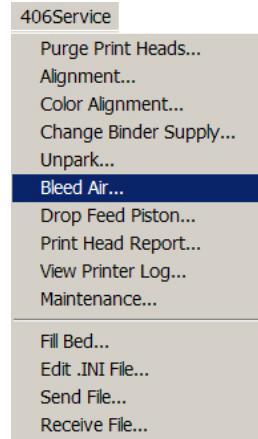 406Service
Purge Print Heads...
Alignment...
Color Alignment...
Change Binder Supply...
Unpark...
Bleed Air...
Drop Feed Piston...
Print Head Report...
View Printer Log...
Maintenance...
Fill Bed...
Edit .INI File...
Send File...
Receive File...